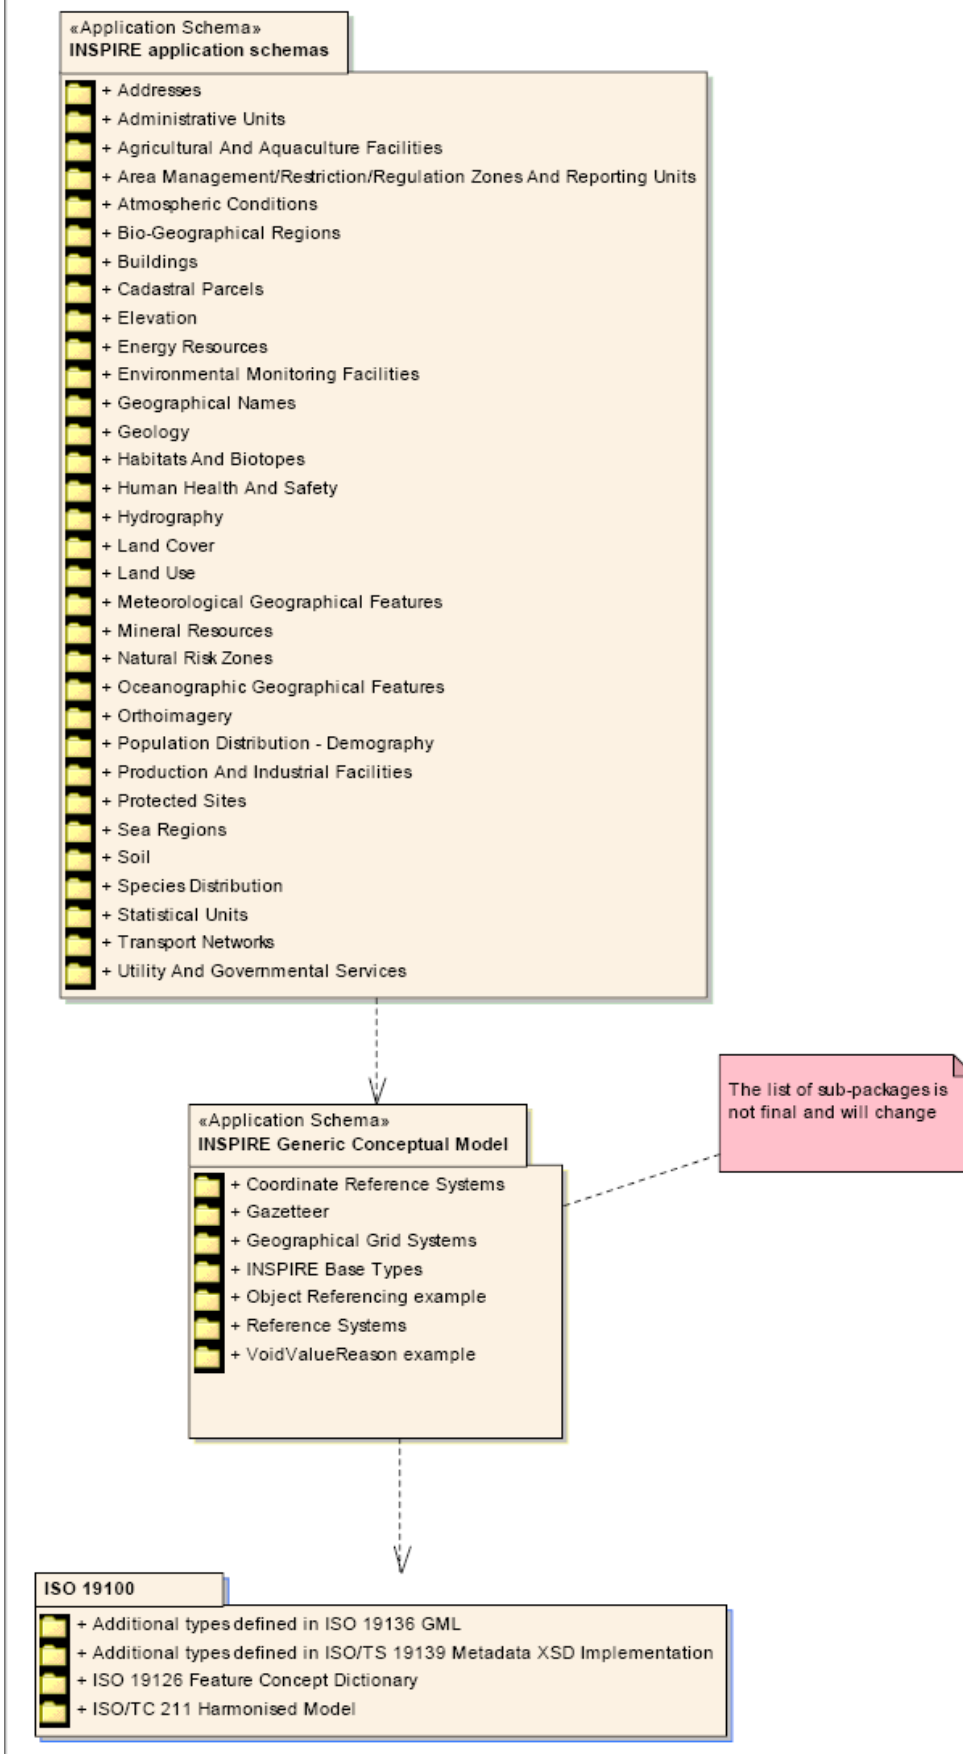 «Application Schema»
INSPIRE application schemas
+ Addresses
+ Administrative Units
+ Agricultural And Aquaculture Facilities
+ Area Management/Restriction/Regulation Zones And Reporting Units
+ Atmospheric Conditions
+ Bio-Geographical Regions
+ Buildings
+ Cadastral Parcels
+ Elevation
+ Energy Resources
+ Environmental Monitoring Facilities
+ Geographical Names
+ Geology
+ Habitats And Biotopes
+ Human Health And Safety
+ Hydrography
+ Land Cover
+ Land Use
+ Meteorological Geographical Features
+ Mineral Resources
+ Natural Risk Zones
+ Oceanographic Geographical Features
+ Orthoimagery
+ Population Distribution - Demography
+ Production And Industrial Facilities
+ Protected Sites
+ Sea Regions
+ Soil
+ Species Distribution
+ Statistical Units
+ Transport Networks
+ Utility And Governmental Services
The list of sub-packages is
not final and will change
«Application Schema»
INSPIRE Generic Conceptual Model
+ Coordinate Reference Systems
+ Gazetteer
+ Geographical Grid Systems
+ INSPIRE Base Types
+ Object Referencing example
+ Reference Systems
+ VoidValueReason example
ISO 19100
+ Additional types defined in ISO 19136 GML
+ Additional types defined in ISO/TS 19139 Metadata XSD Implementation
+ ISO 19126 Feature Concept Dictionary
+ ISO/TC 211 Harmonised Model